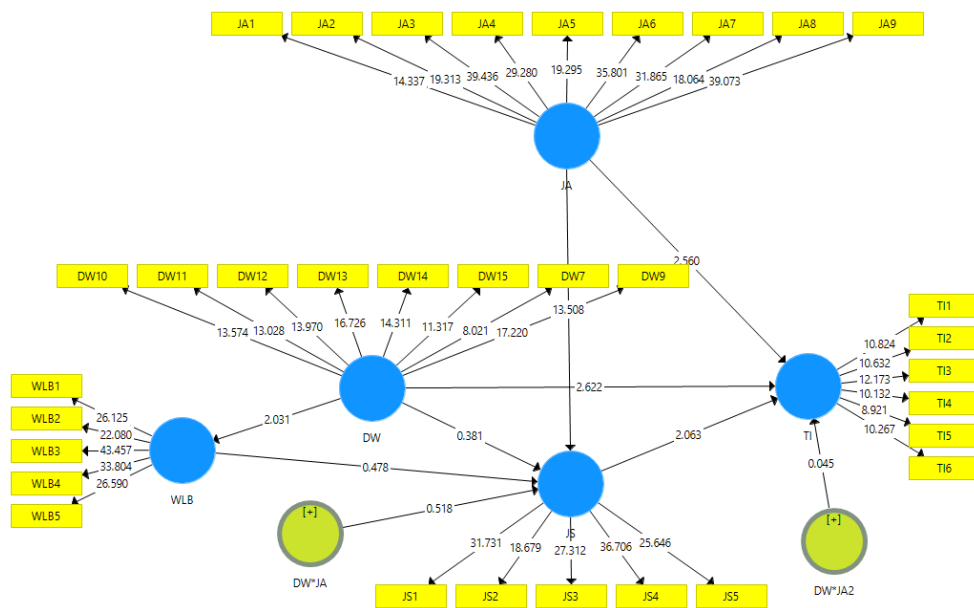 JA1 JA2 JA3 JA4 JA5 JA6 JA7 JA8 JA9
14.337 19.313 39.436 29.280 19.295 35.801 31.865 18.064 39.073
JA
2.560
DW10 DW11 DW12 DW13 DW14 DW15 DW7 DW9
13.574 13.028 13.970 16.726 14.311 11.317 8.021 17.220
13.508
TI1
TI2
TI3
TI4
TI5
TI6
10.824
10.632
12.173
10.132
8.921
10.267
TI
WLB1
WLB2
WLB3
WLB4
WLB5
26.125
22.080
43.457
33.804
26.590
WLB
DW
2.031
2.622
0.381
2.063
0.478
0.045
0.518
JS
[+]
DW*JA
[+]
DW*JA2
31.731 18.679 27.312 36.706 25.646
JS1 JS2 JS3 JS4 JS5